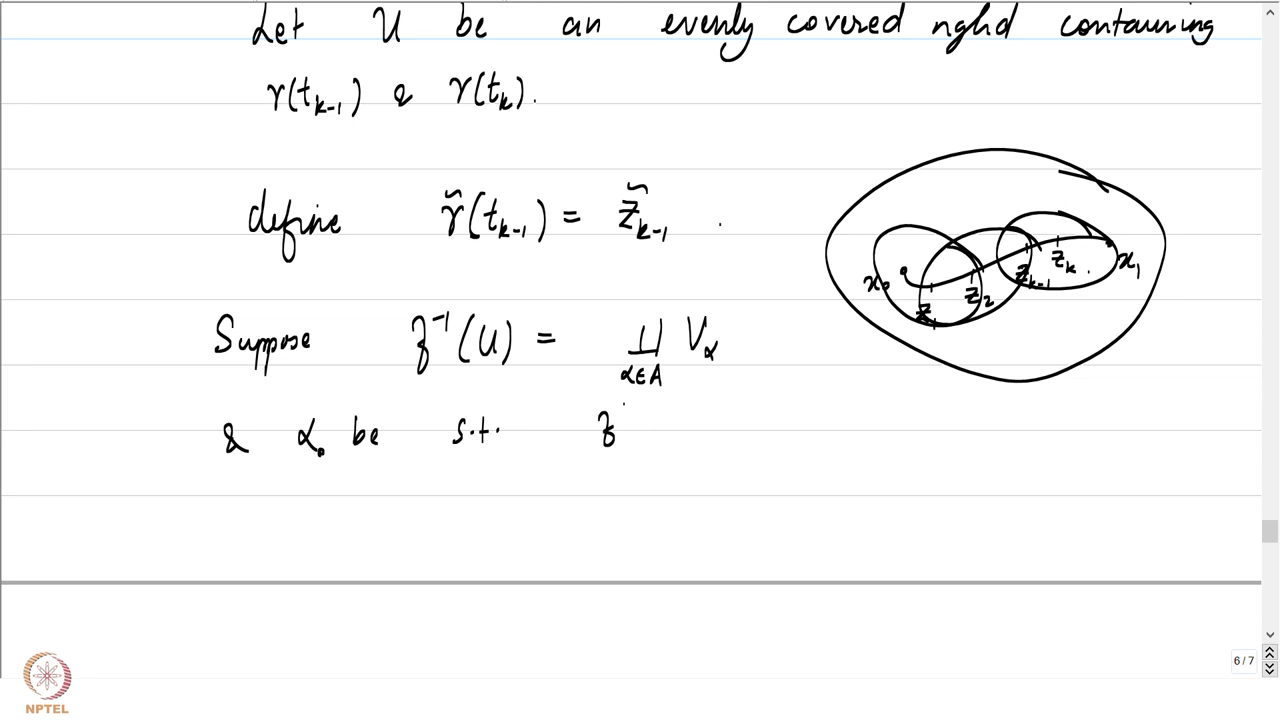 Let U be an evenly covered nghd containing
γ(t_{k-1}) & γ(t_k).
define γ̃(t_{k-1}) = z̃_{k-1}.
Suppose q^{-1}(U) = ∐_{α∈A} V_α
& α_0 be s.t. z
x_0 z_1 z_2 z_{k-1} z_k x_1
6 / 7
NPTEL